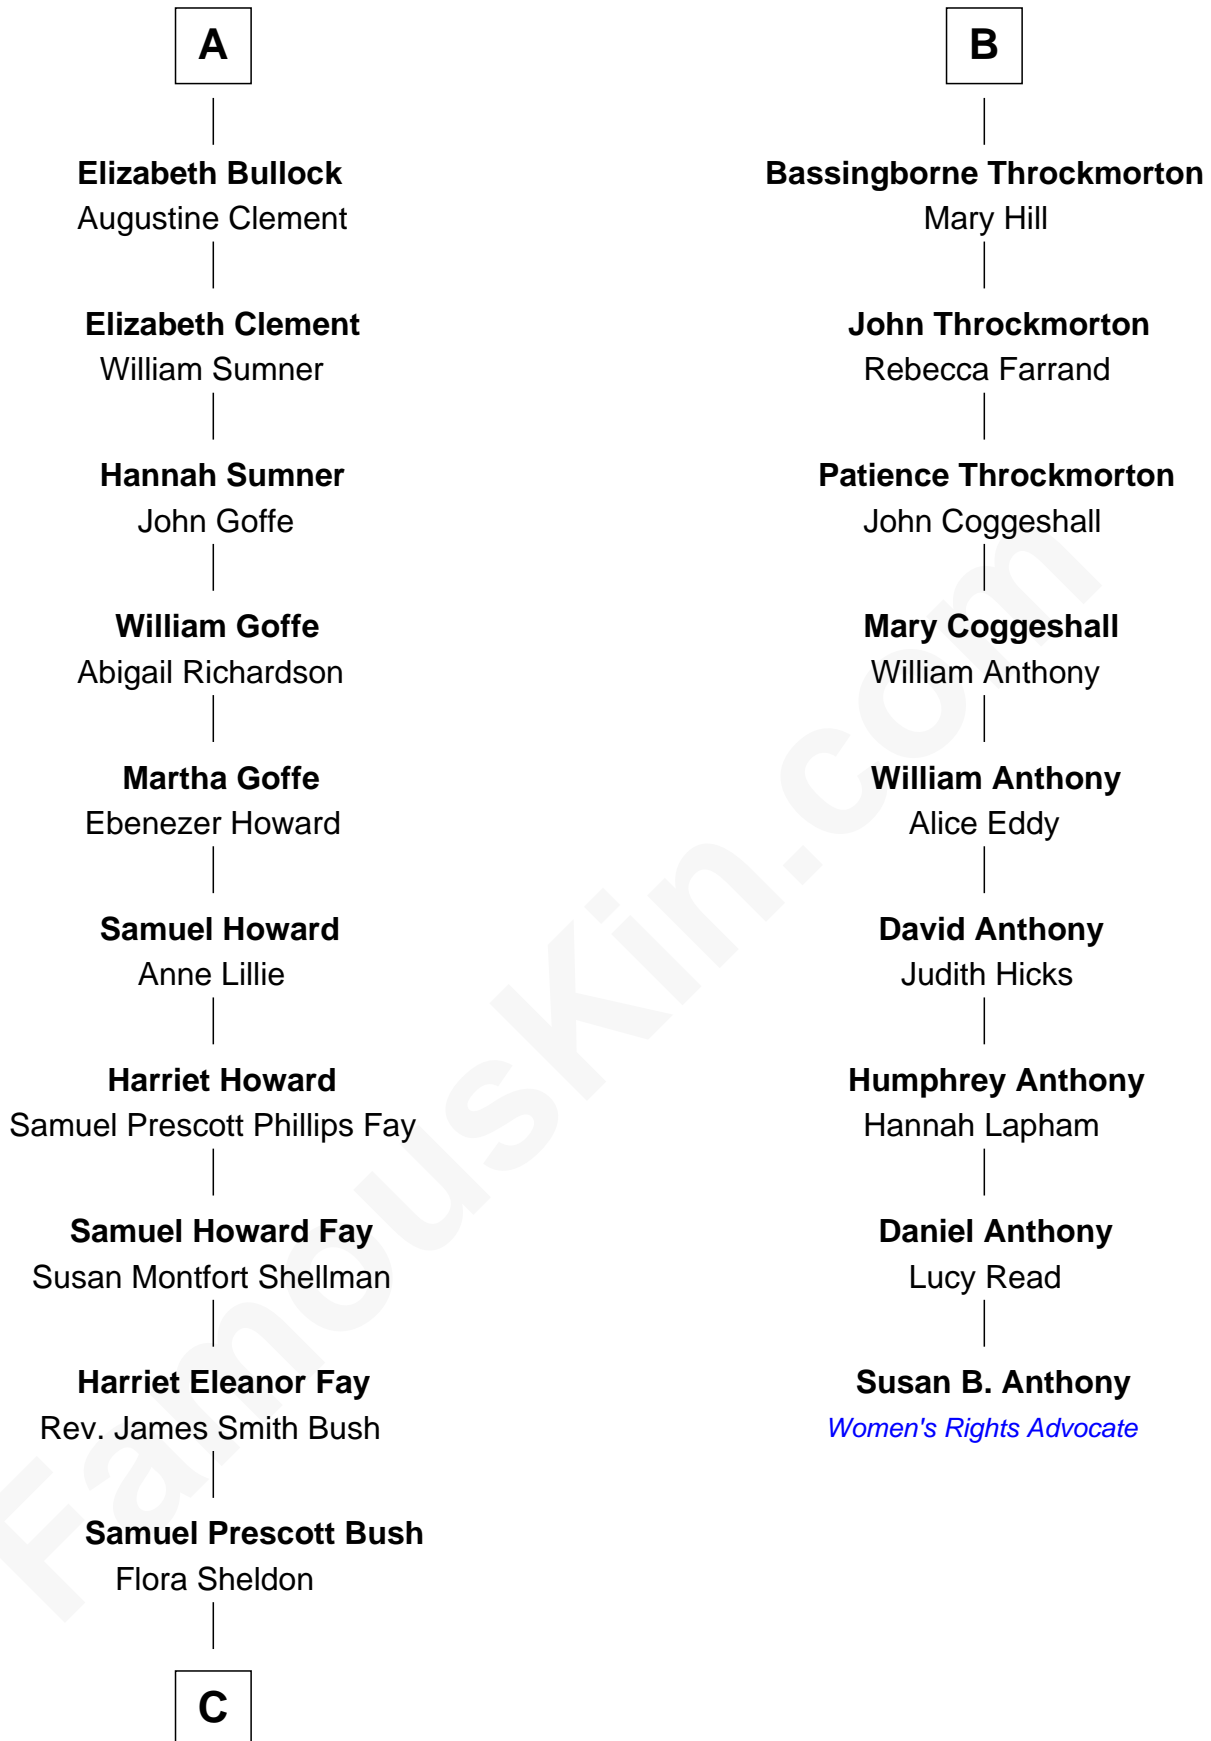 A
Elizabeth Bullock
Augustine Clement
Elizabeth Clement
William Sumner
Hannah Sumner
John Goffe
William Goffe
Abigail Richardson
Martha Goffe
Ebenezer Howard
Samuel Howard
Anne Lillie
Harriet Howard
Samuel Prescott Phillips Fay
Samuel Howard Fay
Susan Montfort Shellman
Harriet Eleanor Fay
Rev. James Smith Bush
Samuel Prescott Bush
Flora Sheldon
C
B
Bassingborne Throckmorton
Mary Hill
John Throckmorton
Rebecca Farrand
Patience Throckmorton
John Coggeshall
Mary Coggeshall
William Anthony
William Anthony
Alice Eddy
David Anthony
Judith Hicks
Humphrey Anthony
Hannah Lapham
Daniel Anthony
Lucy Read
Susan B. Anthony
Women's Rights Advocate
FamousKin.com